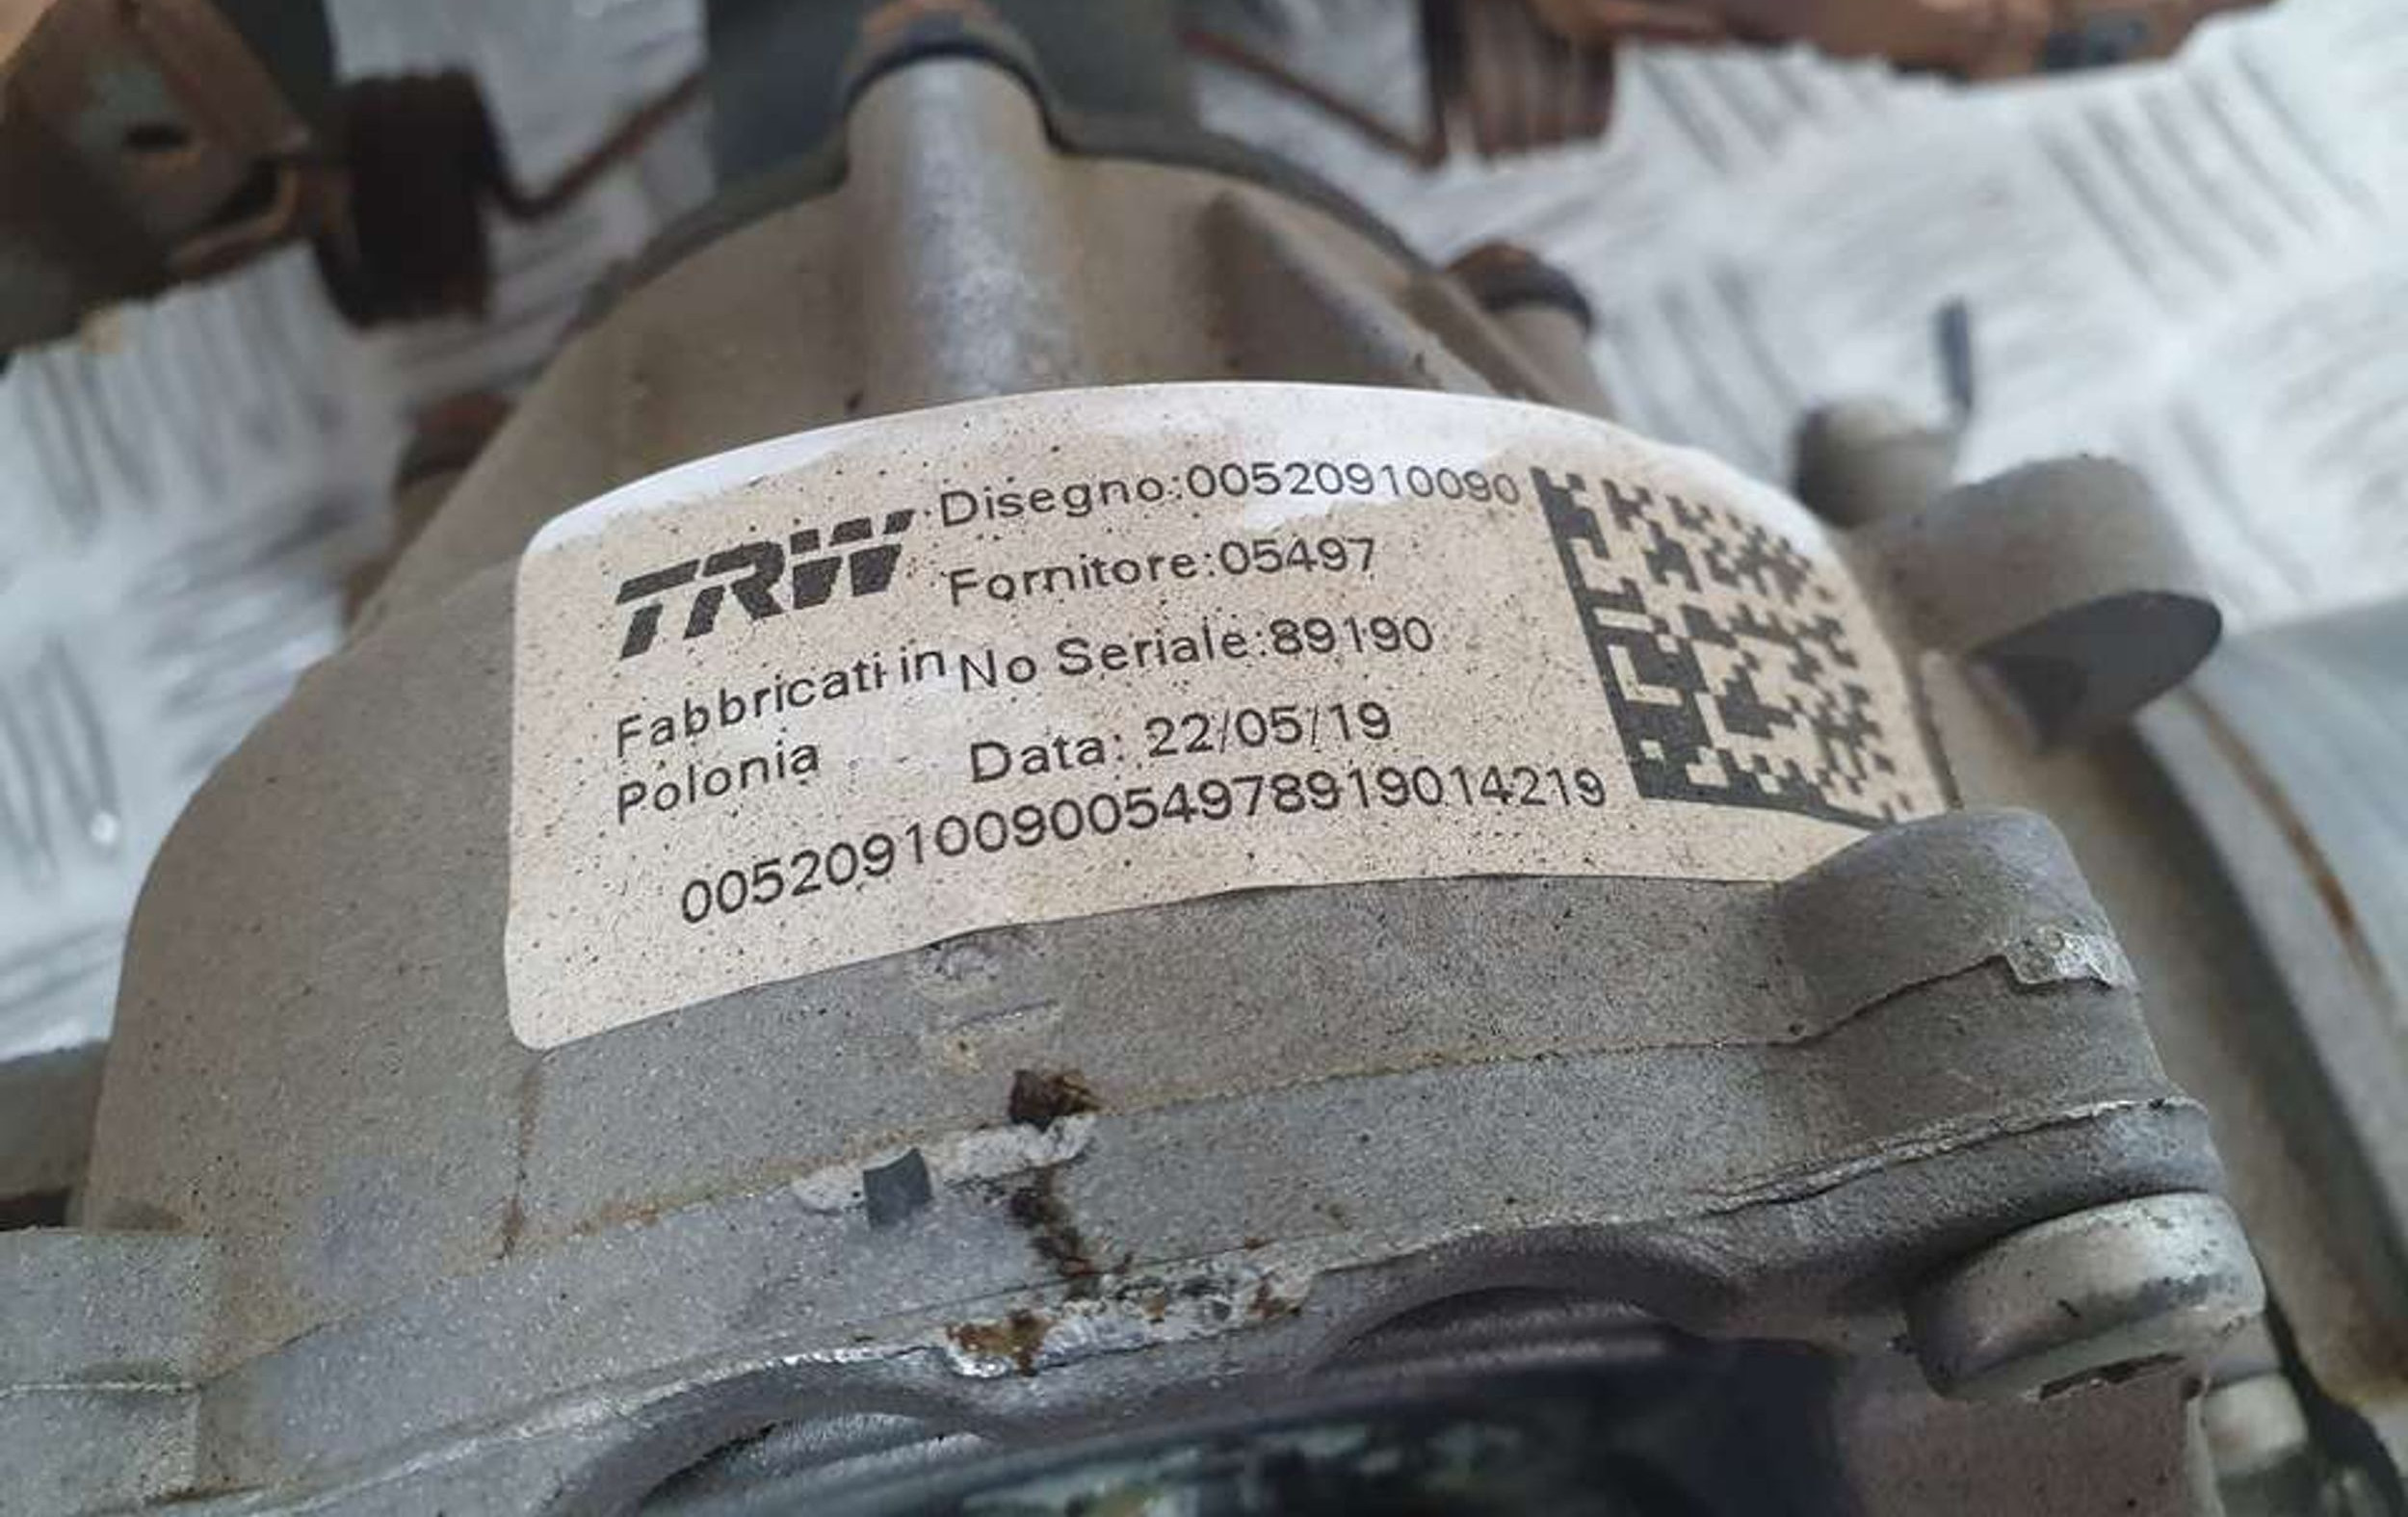 TRW
Disegno:00520910090
Fornitore:05497
No Seriale:89190
Fabbricati in
Polonia
Data: 22/05/19
00520910090054978919014219